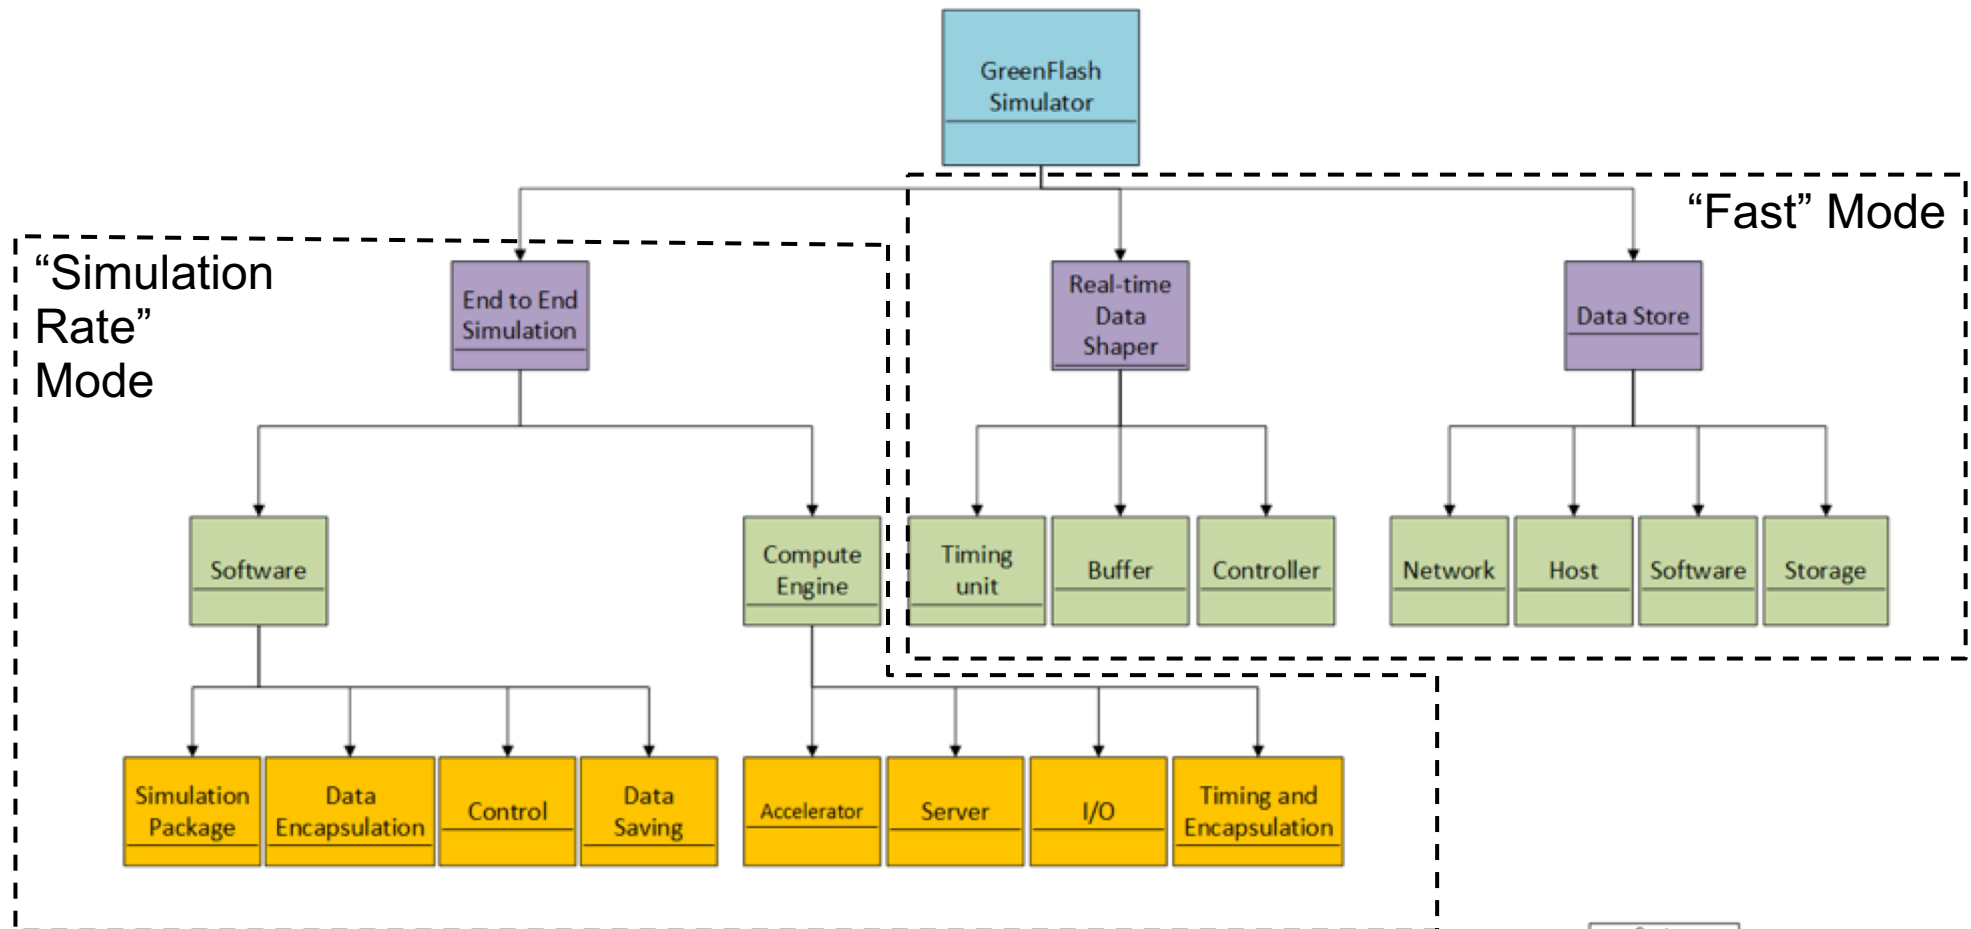 GreenFlash
Simulator
“Fast” Mode
“Simulation
Rate”
Mode
End to End
Simulation
Real-time
Data
Shaper
Data Store
Software
Compute
Engine
Timing
unit
Buffer
Controller
Network
Host
Software
Storage
Simulation
Package
Data
Encapsulation
Control
Data
Saving
Accelerator
Server
I/O
Timing and
Encapsulation